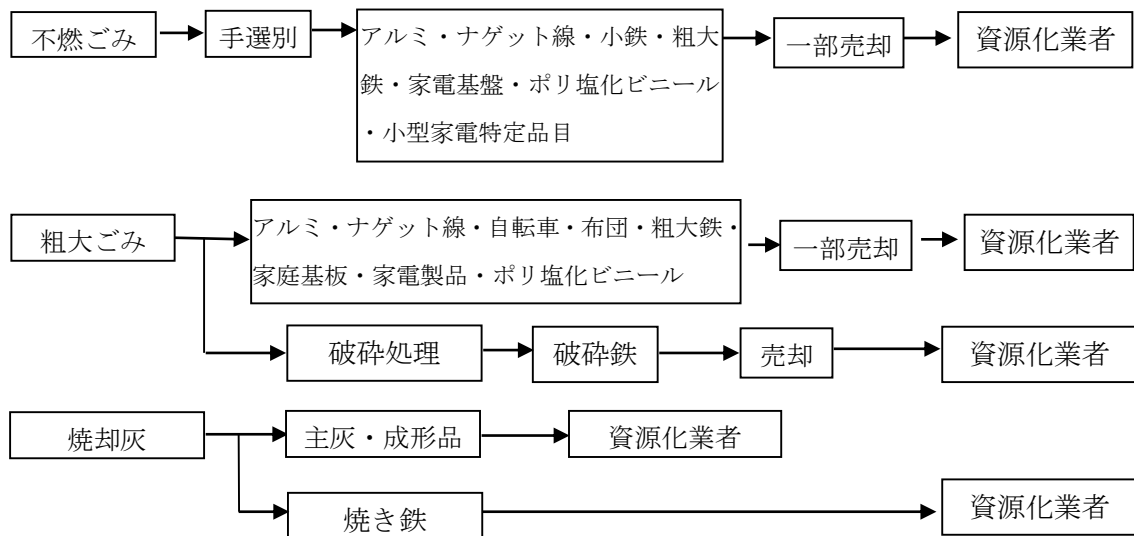 不燃ごみ
手選別
アルミ・ナゲット線・小鉄・粗大
鉄・家電基盤・ポリ塩化ビニール
・小型家電特定品目
一部売却
資源化業者
粗大ごみ
アルミ・ナゲット線・自転車・布団・粗大鉄・
家庭基板・家電製品・ポリ塩化ビニール
一部売却
資源化業者
破砕処理
破砕鉄
売却
資源化業者
焼却灰
主灰・成形品
資源化業者
焼き鉄
資源化業者